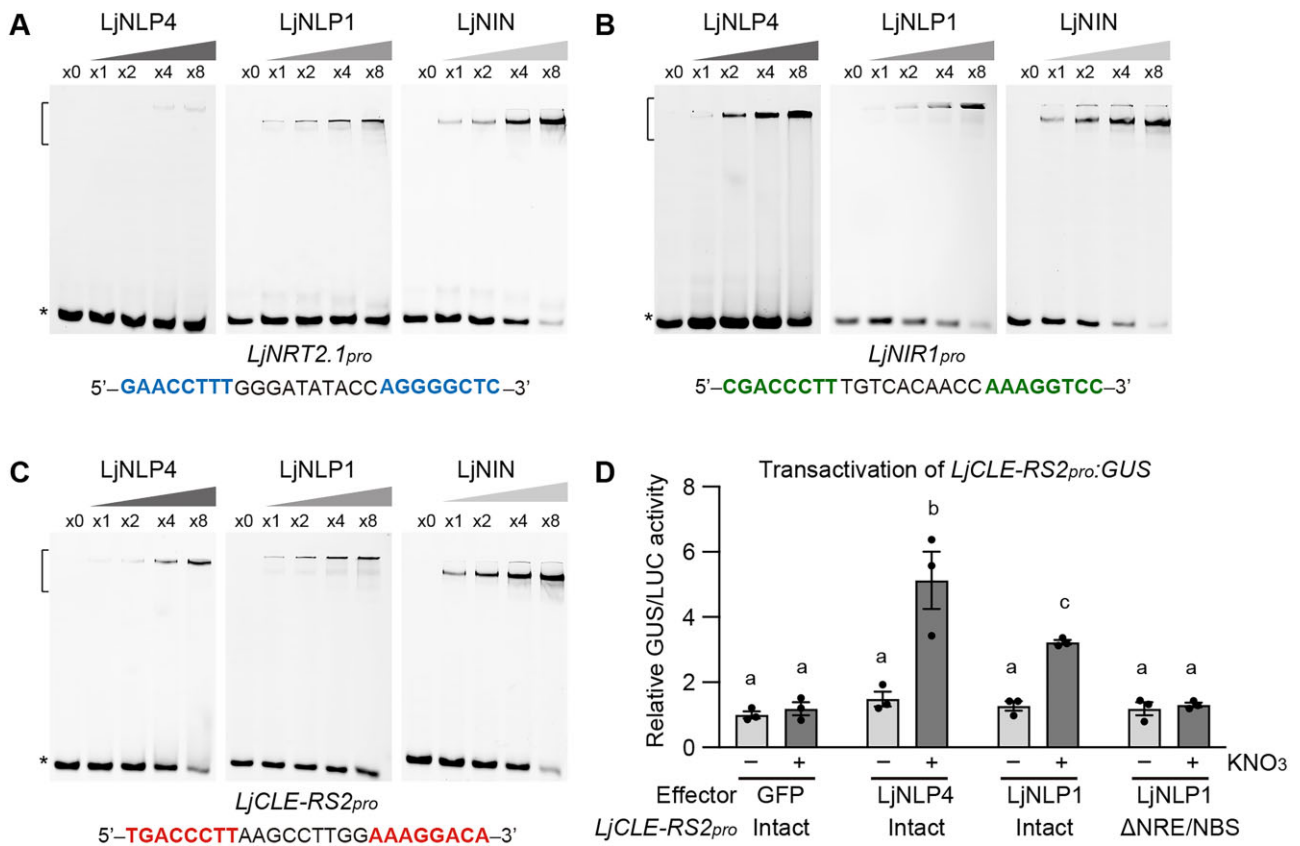 A
LjNLP4 LjNLP1 LjNIN
x0 x1 x2 x4 x8 x0 x1 x2 x4 x8 x0 x1 x2 x4 x8
*
LjNRT2.1pro
5’–GAACCTTTGGGATATACCAGGGGCTC–3’
B
LjNLP4 LjNLP1 LjNIN
x0 x1 x2 x4 x8 x0 x1 x2 x4 x8 x0 x1 x2 x4 x8
*
LjNIR1pro
5’–CGACCCTTTGTCACAACCAAAGGTCC–3’
C
LjNLP4 LjNLP1 LjNIN
x0 x1 x2 x4 x8 x0 x1 x2 x4 x8 x0 x1 x2 x4 x8
*
LjCLE-RS2pro
5’–TGACCCTTAAGCCTTGGAAAGGACA–3’
D
Transactivation of LjCLE-RS2pro:GUS
Relative GUS/LUC activity
8
6
4
2
0
a a a b a c a a
– + – + – + – + KNO3
Effector GFP LjNLP4 LjNLP1 LjNLP1
LjCLE-RS2pro Intact Intact Intact ΔNRE/NBS